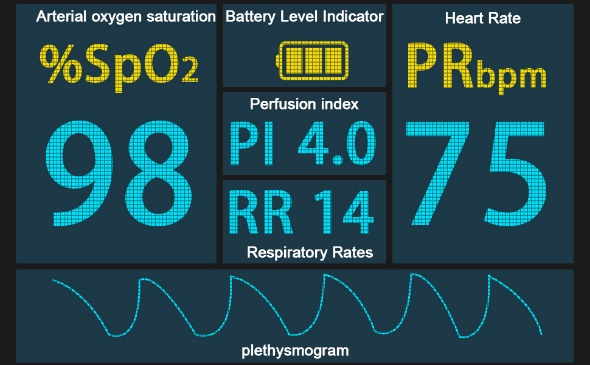 Arterial oxygen saturation
%SpO2
98
Battery Level Indicator
Perfusion index
PI 4.0
RR 14
Respiratory Rates
Heart Rate
PRbpm
75
plethysmogram